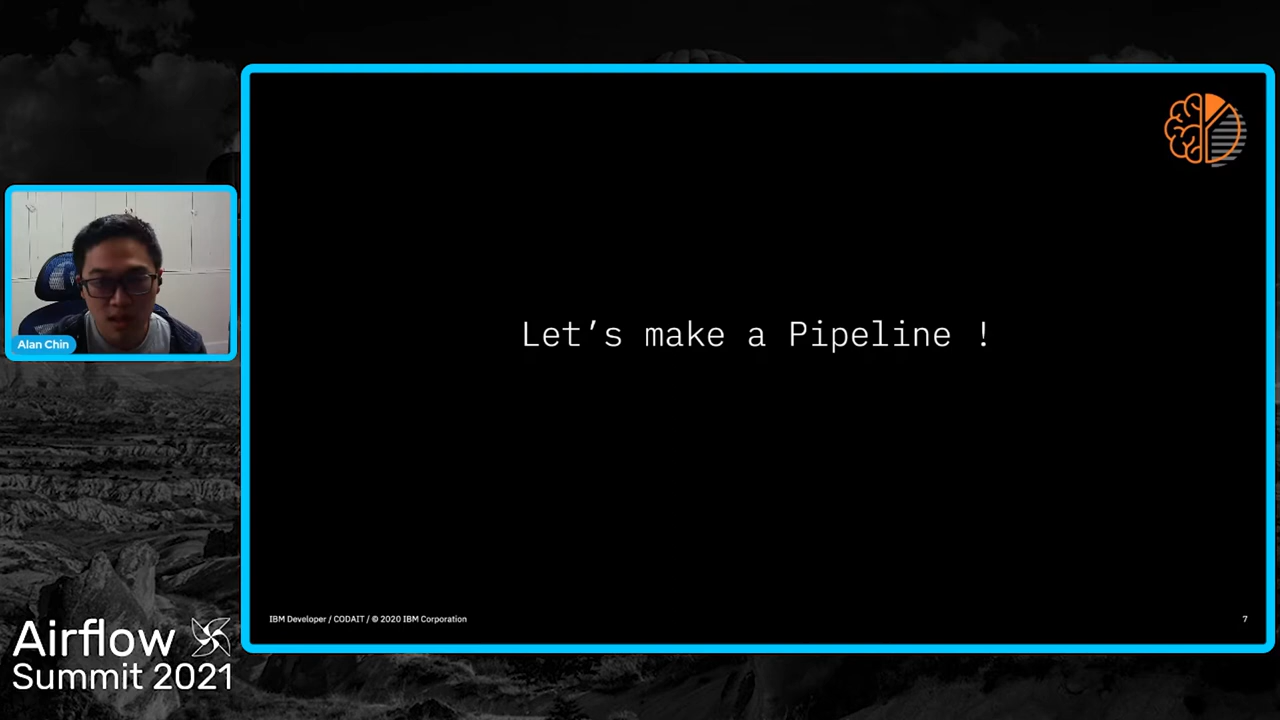 Let’s make a Pipeline !
Alan Chin
IBM Developer / CODAIT / © 2020 IBM Corporation
7
Airflow
Summit 2021